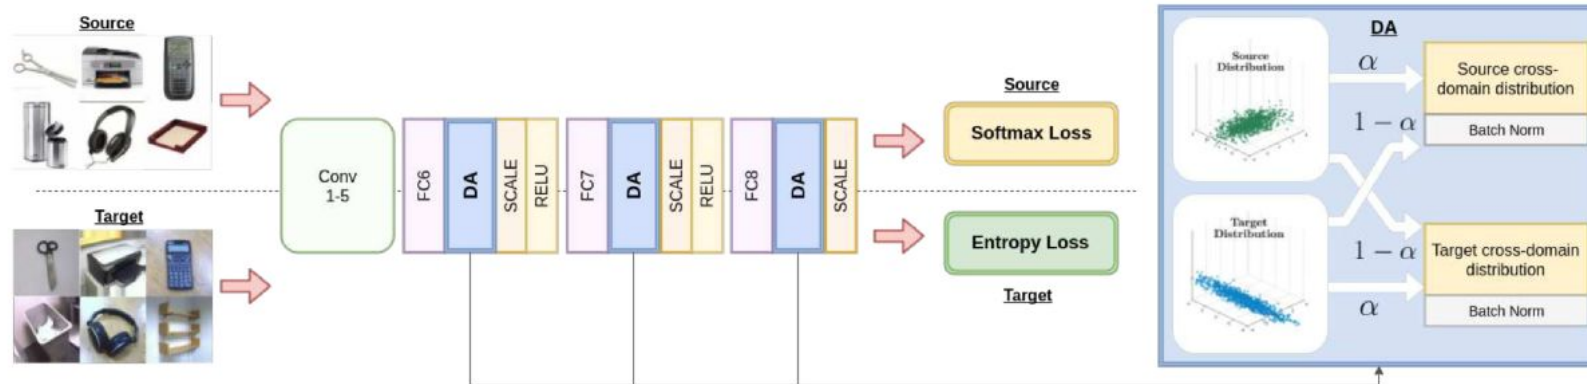 Source
Target
Conv
1-5
FC6
DA
SCALE
RELU
FC7
DA
SCALE
RELU
FC8
DA
SCALE
Source
Softmax Loss
Entropy Loss
Target
DA
Source
Distribution
Target
Distribution
α
1 − α
1 − α
α
Source cross-
domain distribution
Batch Norm
Target cross-domain
distribution
Batch Norm